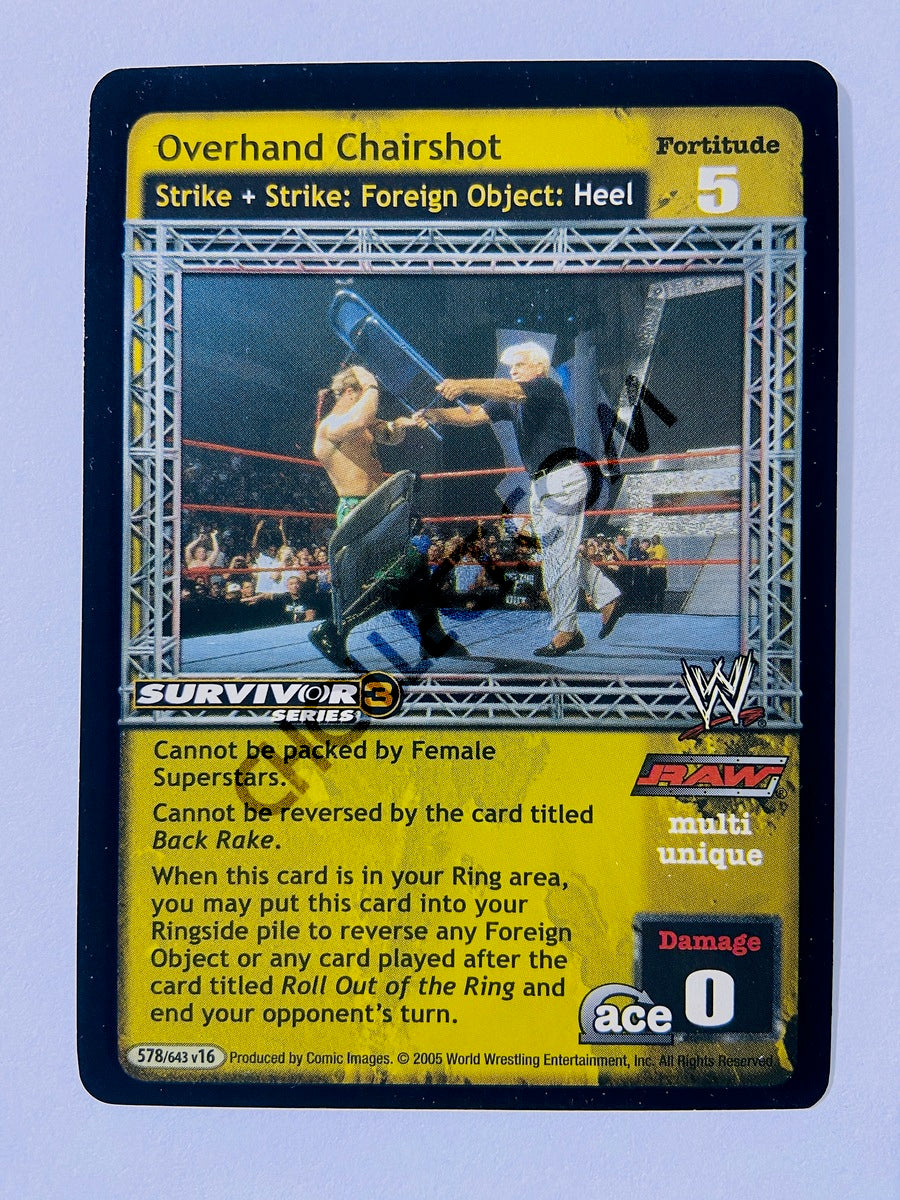 Overhand Chairshot
Fortitude
5
Strike + Strike: Foreign Object: Heel
SURVIVOR 3
SERIES
W
Cannot be packed by Female
Superstars.
Cannot be reversed by the card titled
Back Rake.
When this card is in your Ring area,
you may put this card into your
Ringside pile to reverse any Foreign
Object or any card played after the
card titled Roll Out of the Ring and
end your opponent's turn.
RAW
multi
unique
Damage
0
ace
578/643 v16
Produced by Comic Images. © 2005 World Wrestling Entertainment, Inc. All Rights Reserved.